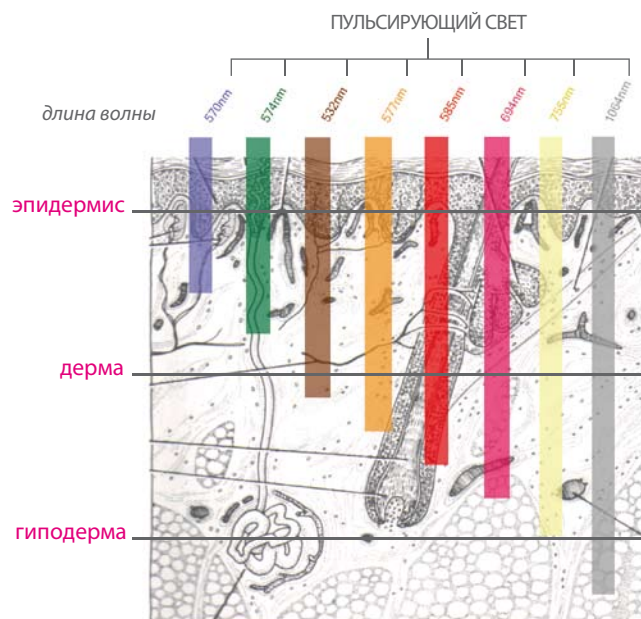 ПУЛЬСИРУЮЩИЙ СВЕТ
длина волны
570nm
574nm
532nm
577nm
585nm
694nm
755nm
1064nm
эпидермис
дерма
гиподерма